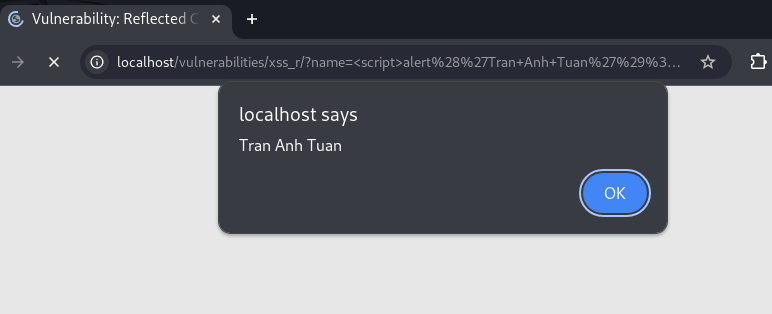 Vulnerability: Reflected C
localhost/vulnerabilities/xss_r/?name=<script>alert%28%27Tran+Anh+Tuan%27%29%3...
localhost says
Tran Anh Tuan
OK